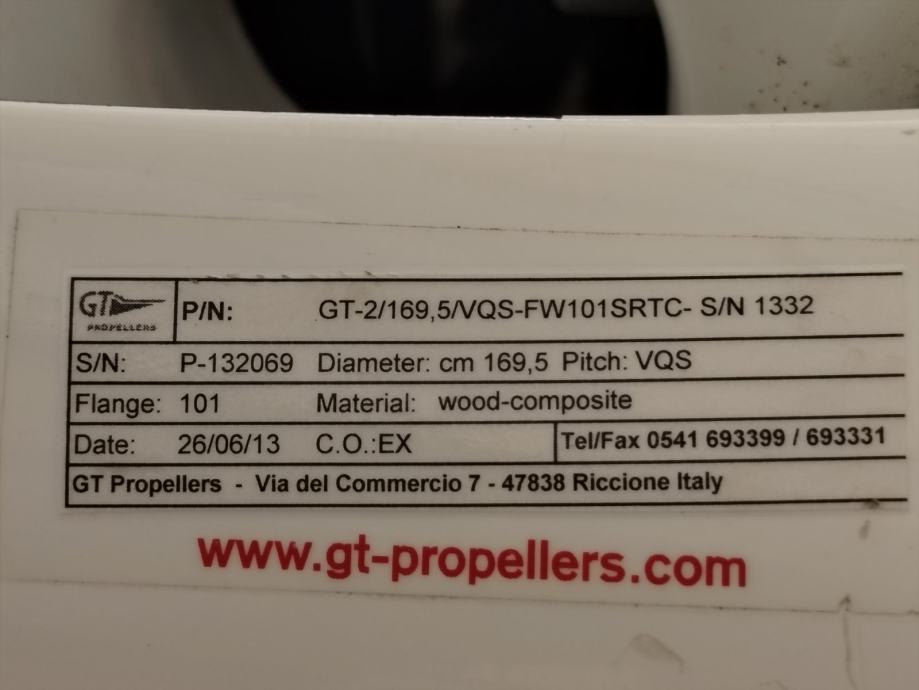 GT
PROPELLERS
P/N: GT-2/169,5/VQS-FW101SRTC- S/N 1332
S/N: P-132069 Diameter: cm 169,5 Pitch: VQS
Flange: 101 Material: wood-composite
Date: 26/06/13 C.O.:EX Tel/Fax 0541 693399 / 693331
GT Propellers - Via del Commercio 7 - 47838 Riccione Italy
www.gt-propellers.com